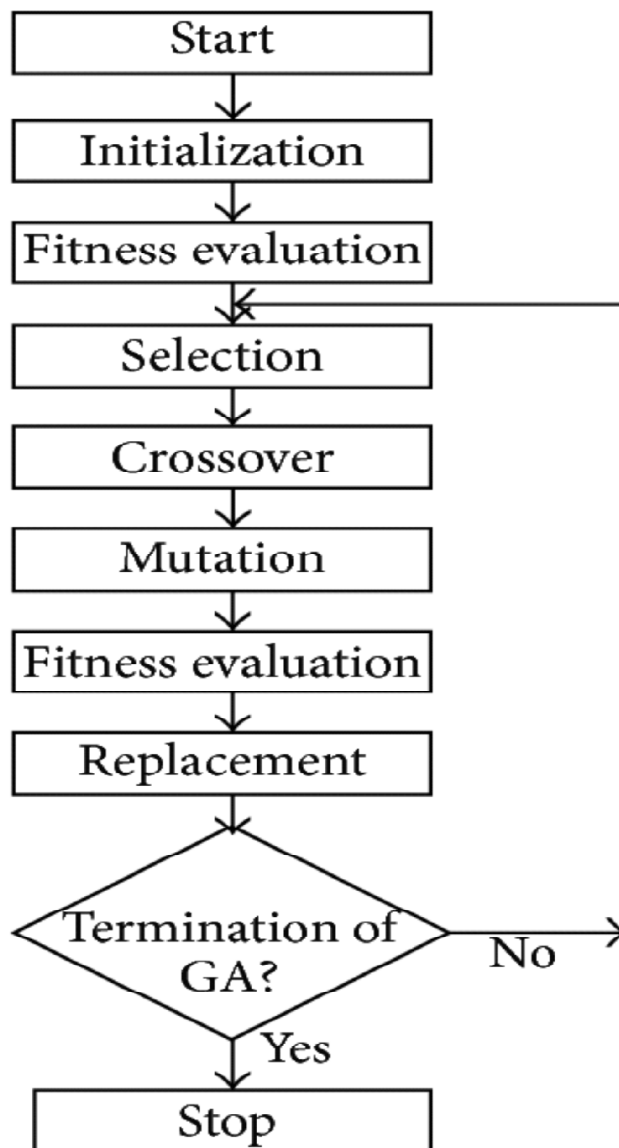 Start
Initialization
Fitness evaluation
Selection
Crossover
Mutation
Fitness evaluation
Replacement
Termination of
GA?
No
Yes
Stop